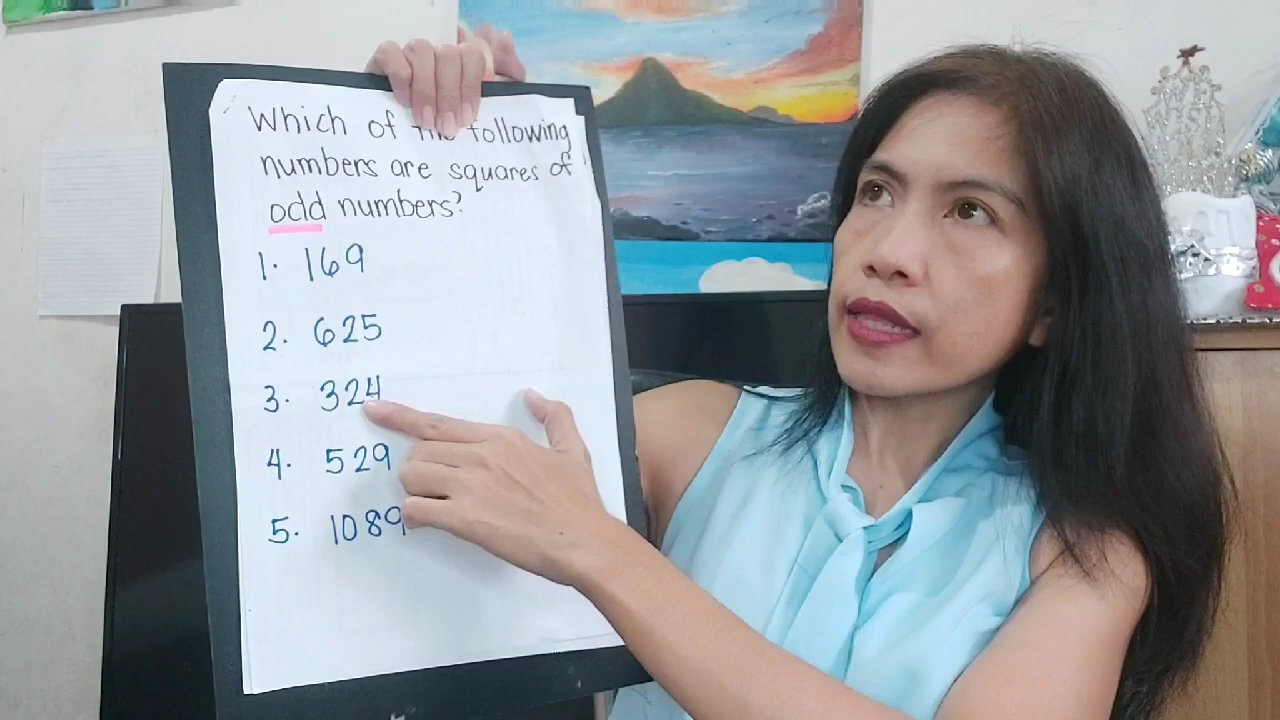 Which of the following
numbers are squares of
odd numbers?
1. 169
2. 625
3. 324
4. 529
5. 1089